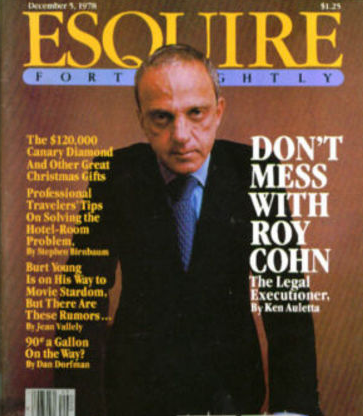 December 5, 1978
$1.25
ESQUIRE
FORTNIGHTLY
The $120,000
Canary Diamond
And Other Great
Christmas Gifts
Professional
Travelers' Tips
On Solving the
Hotel-Room
Problem.
By Stephen Birnbaum
Burt Young
Is on His Way to
Movie Stardom,
But There Are
These Rumors...
By Jean Vallely
90¢ a Gallon
On the Way?
By Dan Dorfman
DON'T
MESS
WITH
ROY
COHN
The Legal
Executioner.
By Ken Auletta